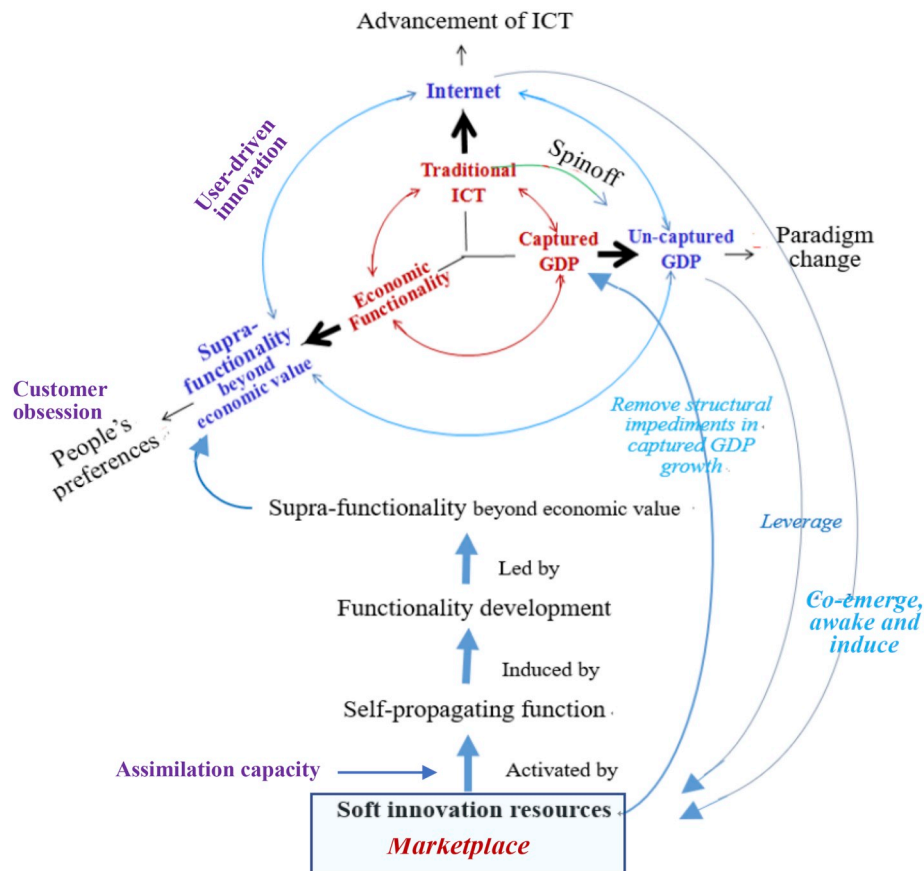 Advancement of ICT
Internet
User-driven
innovation
Spinoff
Traditional
ICT
Captured
GDP
Un-captured
GDP
Paradigm
change
Economic
Functionality
Supra-
functionality
beyond
economic value
Customer
obsession
People's
preferences
Remove structural
impediments in
captured GDP
growth
Supra-functionality beyond economic value
Leverage
Led by
Functionality development
Co-emerge,
awake and
induce
Induced by
Self-propagating function
Assimilation capacity
Activated by
Soft innovation resources
Marketplace